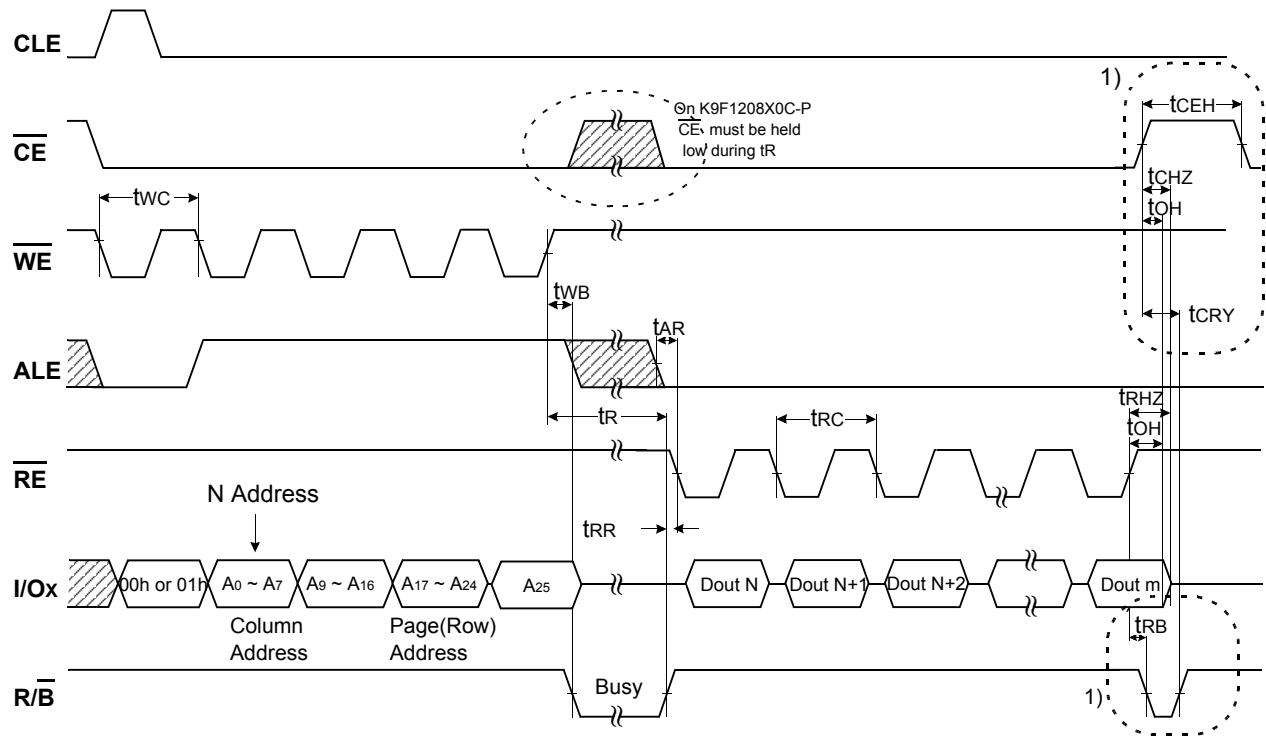 CLE
1)
tCEH
CE
On K9F1208X0C-P
CE must be held
low during tR
tCHZ
tOH
tWC
WE
tWB
tCRY
tAR
ALE
tR
tRC
tRHZ
tOH
RE
N Address
tRR
I/Ox
00h or 01h
A0 ~ A7
A9 ~ A16
A17 ~ A24
A25
Dout N
Dout N+1
Dout N+2
Dout m
Column
Address
Page(Row)
Address
tRB
R/B
Busy
1)